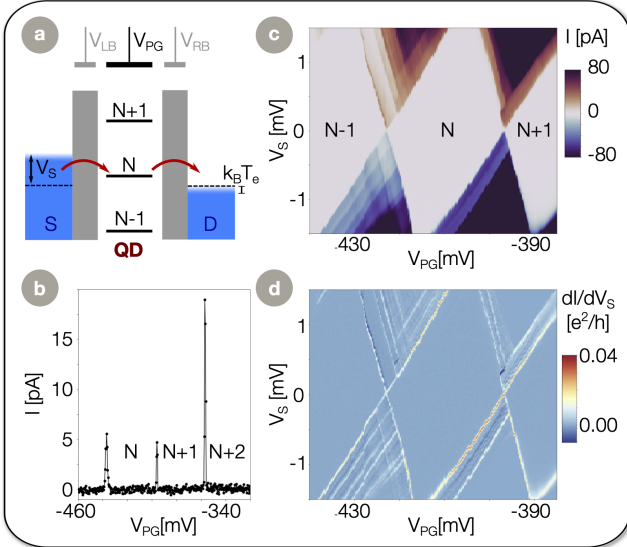 a
V_LB
V_PG
V_RB
N+1
N
N-1
V_S
k_BT_e
S
D
QD
b
I [pA]
15
10
5
0
N
N+1
N+2
-460
-340
V_PG[mV]
c
V_S [mV]
1
0
-1
N-1
N
N+1
.430
-390
V_PG[mV]
I [pA]
80
0
-80
d
V_S [mV]
1
0
-1
.430
-390
V_PG[mV]
dI/dV_S
[e²/h]
0.04
0.00